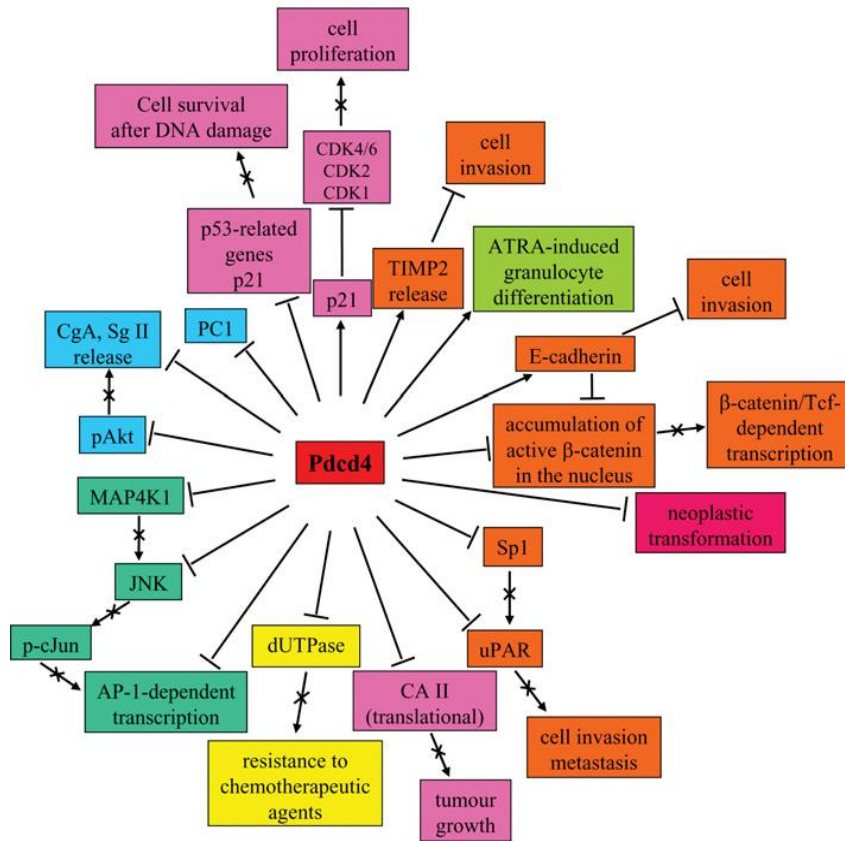 cell
proliferation
Cell survival
after DNA damage
CDK4/6
CDK2
CDK1
cell
invasion
p53-related
genes
p21
p21
TIMP2
release
ATRA-induced
granulocyte
differentiation
cell
invasion
CgA, Sg II
release
PC1
E-cadherin
pAkt
accumulation of
active β-catenin
in the nucleus
β-catenin/Tcf-
dependent
transcription
Pdcd4
MAP4K1
neoplastic
transformation
Sp1
JNK
p-cJun
dUTPase
uPAR
AP-1-dependent
transcription
CA II
(translational)
cell invasion
metastasis
resistance to
chemotherapeutic
agents
tumour
growth